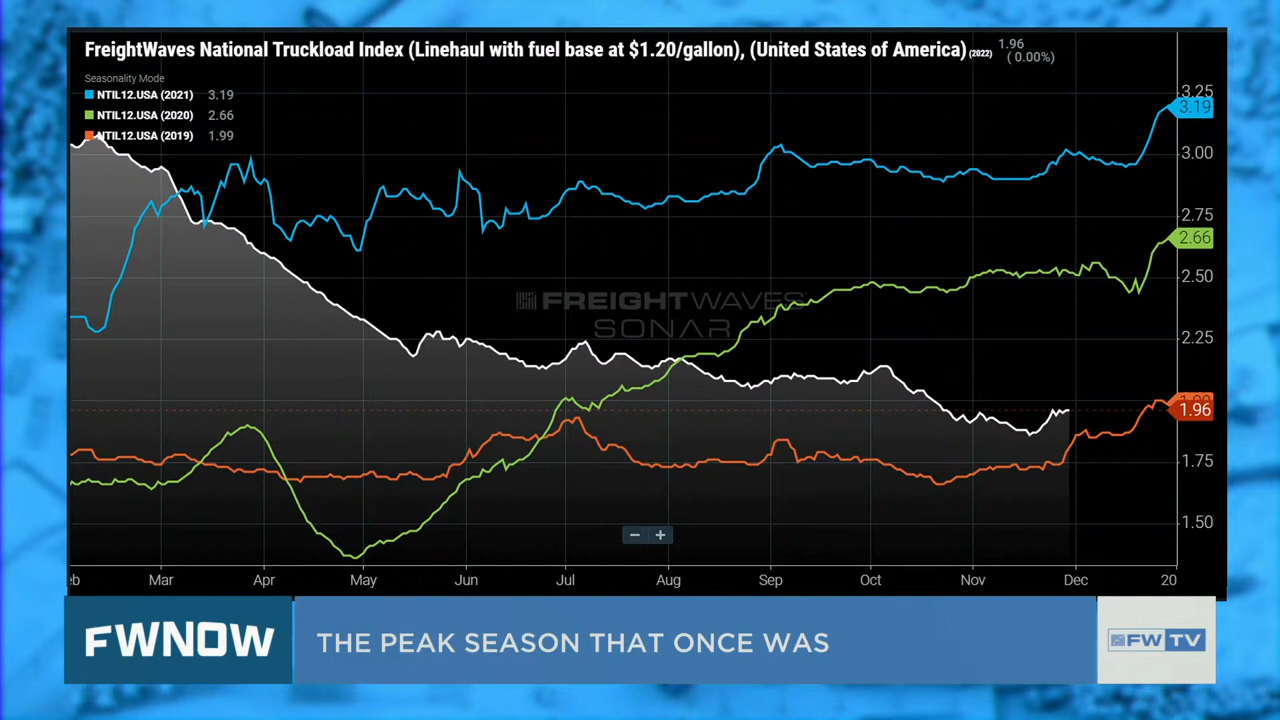 FreightWaves National Truckload Index (Linehaul with fuel base at $1.20/gallon), (United States of America) (2022) 1.96
( 0.00%)
Seasonality Mode
NTIL12.USA (2021) 3.19
NTIL12.USA (2020) 2.66
NTIL12.USA (2019) 1.99
3.25
3.19
3.00
2.75
2.66
2.50
2.25
1.96
1.75
1.50
FREIGHTWAVES
SONAR
− +
eb Mar Apr May Jun Jul Aug Sep Oct Nov Dec 20
FWNOW
THE PEAK SEASON THAT ONCE WAS
FW TV